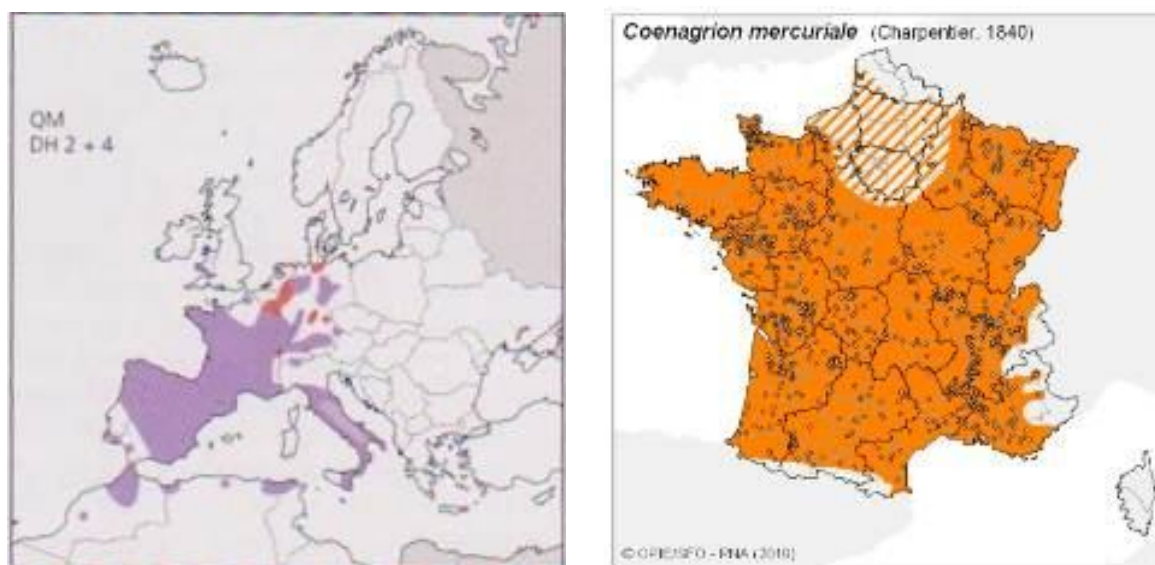 QM
DH 2 + 4
Coenagrion mercuriale (Charpentier, 1840)
© OPIE/SFO - PNA (2010)